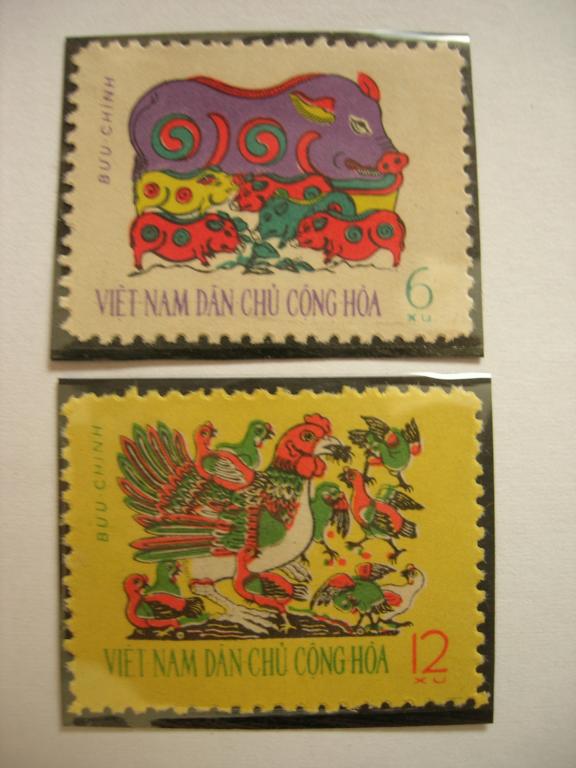 BƯU-CHÍNH
VIỆT-NAM DÂN CHỦ CỘNG HÒA
6
XU
BƯU-CHÍNH
VIỆT NAM DÂN-CHỦ CỘNG-HÒA
12
XU